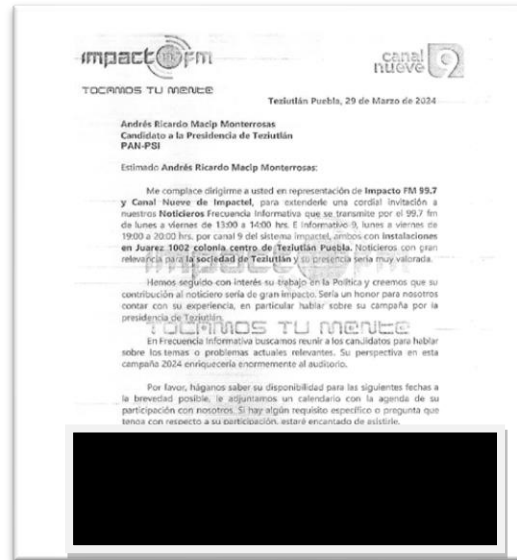 impacto FM
canal nueve 9
TOCAMOS TU MENTE
Teziutlán Puebla, 29 de Marzo de 2024
Andrés Ricardo Macip Monterrosas
Candidato a la Presidencia de Teziutlán
PAN-PSI
Estimado Andrés Ricardo Macip Monterrosas:
Me complace dirigirme a usted en representación de Impacto FM 99.7
y Canal Nueve de Impactel, para extenderle una cordial invitación a
nuestros Noticieros Frecuencia Informativa que se transmite por el 99.7 fm
de lunes a viernes de 13:00 a 14:00 hrs. E Informativo 9, lunes a viernes de
19:00 a 20:00 hrs. por canal 9 del sistema impactel, ambos con instalaciones
en Juarez 1002 colonia centro de Teziutlán Puebla. Noticieros con gran
relevancia para la sociedad de Teziutlán y su presencia sería muy valorada.
Hemos seguido con interés su trabajo en la Política y creemos que su
contribución al noticiero sería de gran impacto. Sería un honor para nosotros
contar con su experiencia, en particular hablar sobre su campaña por la
presidencia de Teziutlán.
TOCAMOS TU MENTE
En Frecuencia Informativa buscamos reunir a los candidatos para hablar
sobre los temas o problemas actuales relevantes. Su perspectiva en esta
campaña 2024 enriquecería enormemente al auditorio.
Por favor, háganos saber su disponibilidad para las siguientes fechas a
la brevedad posible, le adjuntamos un calendario con la agenda de su
participación con nosotros. Si hay algún requisito específico o pregunta que
tenga con respecto a su participación, estaré encantado de asistirle.